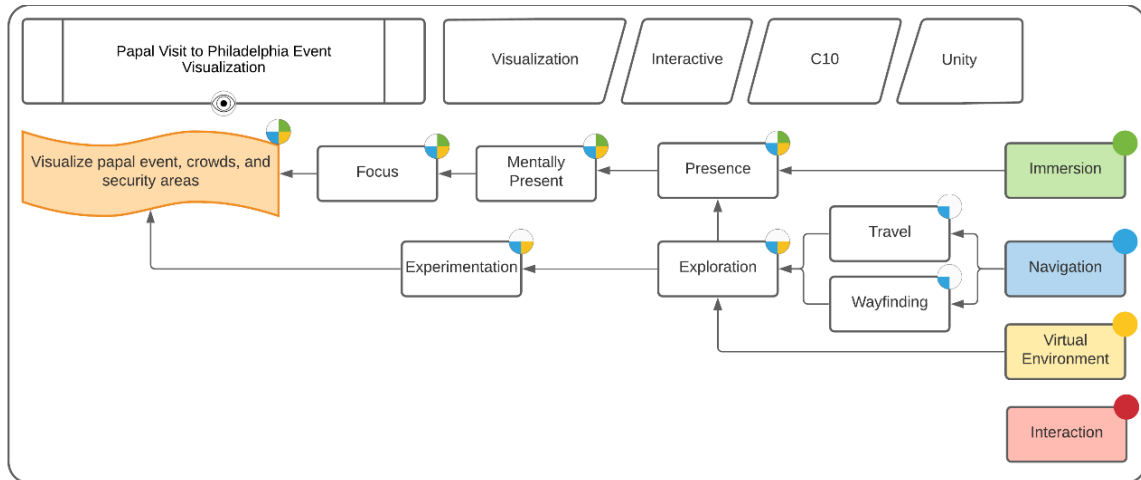 Papal Visit to Philadelphia Event
Visualization
Visualization
Interactive
C10
Unity
Visualize papal event, crowds, and
security areas
Focus
Mentally
Present
Presence
Immersion
Travel
Experimentation
Exploration
Navigation
Wayfinding
Virtual
Environment
Interaction